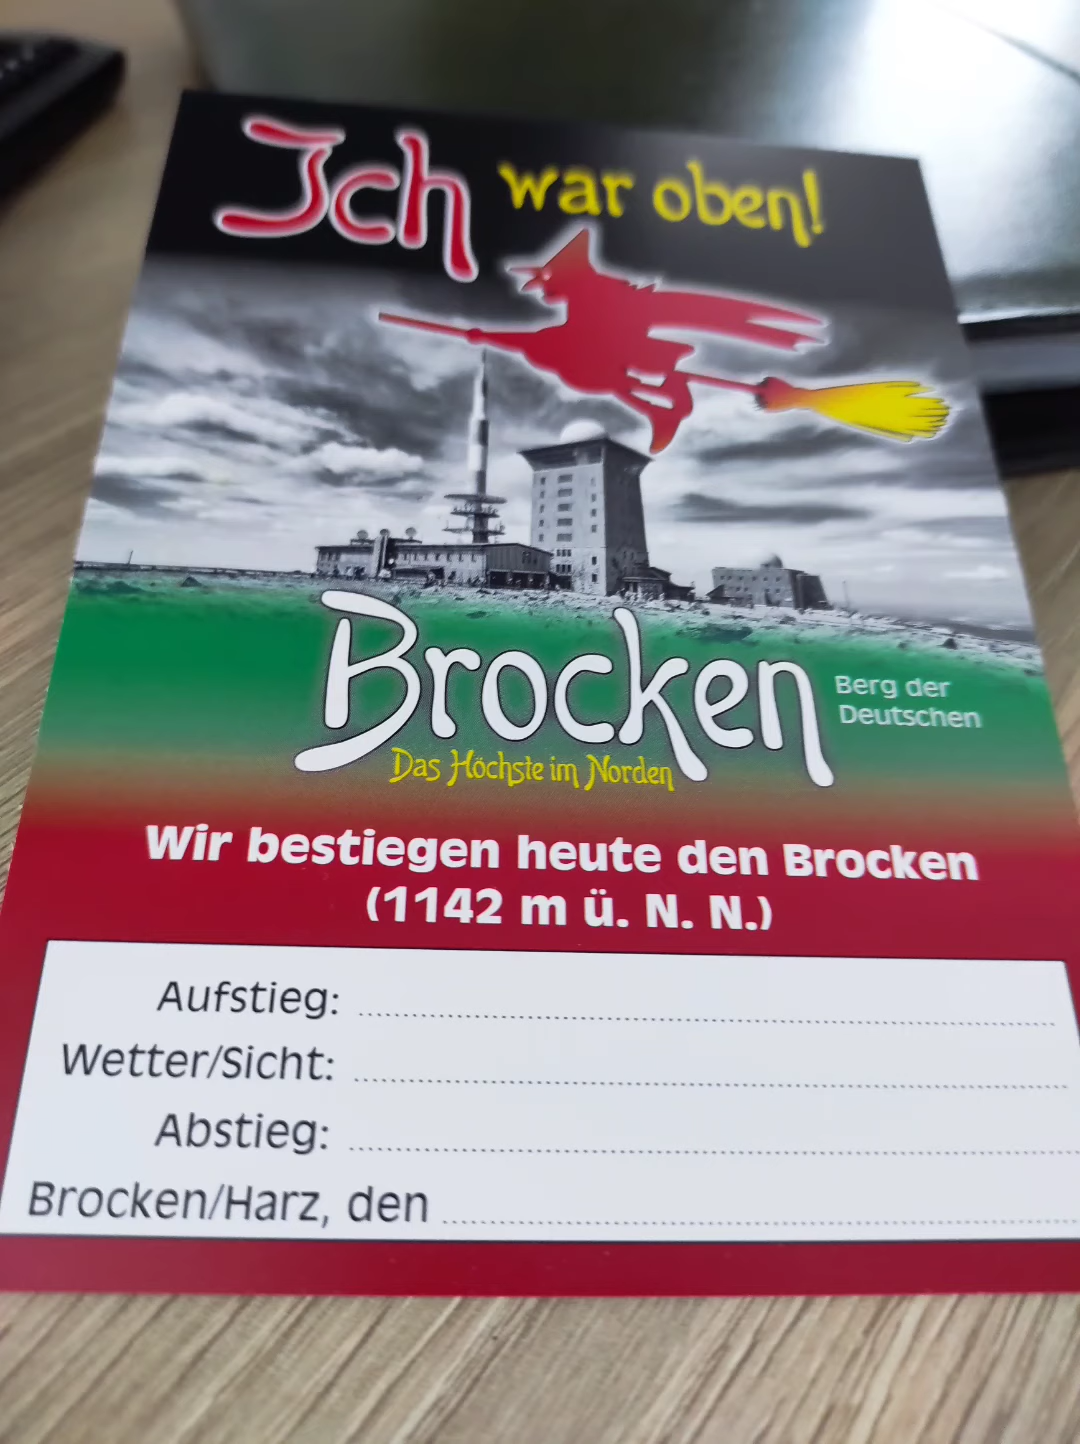 Ich war oben!
Brocken
Berg der
Deutschen
Das Höchste im Norden
Wir bestiegen heute den Brocken
(1142 m ü. N. N.)
Aufstieg:
Wetter/Sicht:
Abstieg:
Brocken/Harz, den